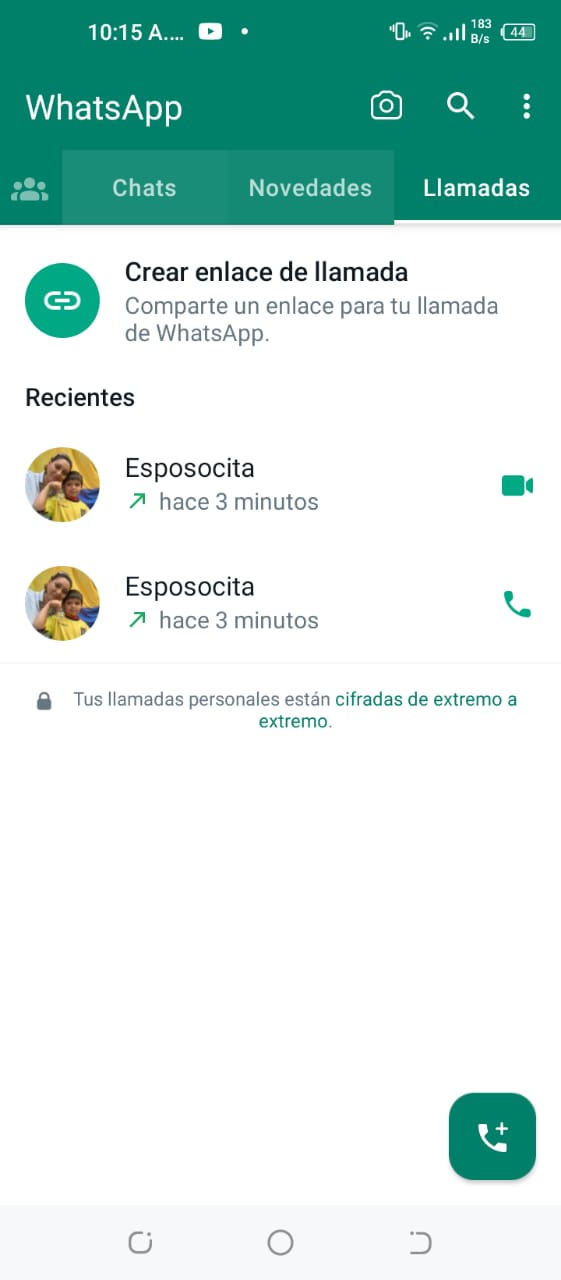 10:15 A....
183
B/s
44
WhatsApp
Chats
Novedades
Llamadas
Crear enlace de llamada
Comparte un enlace para tu llamada
de WhatsApp.
Recientes
Esposocita
hace 3 minutos
Esposocita
hace 3 minutos
Tus llamadas personales están cifradas de extremo a
extremo.